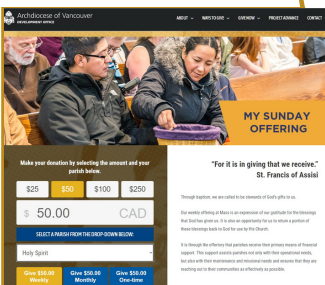 Archdiocese of Vancouver
DEVELOPMENT OFFICE
ABOUT WAYS TO GIVE GIVE NOW PROJECT ADVANCE CONTACT
MY SUNDAY
OFFERING
Make your donation by selecting the amount and your
parish below.
$25 $50 $100 $250
$ 50.00 CAD
SELECT A PARISH FROM THE DROP-DOWN BELOW:
Holy Spirit
Give $50.00
Weekly
Give $50.00
Monthly
Give $50.00
One-time
"For it is in giving that we receive."
St. Francis of Assisi
Through baptism, we are called to be stewards of God's gifts to us.
Our weekly offering at Mass is an expression of our gratitude for the blessings
that God has given us. It is also an opportunity for us to return a portion of
these blessings back to God for use by His Church.
It is through the offertory that parishes receive their primary means of financial
support. This support assists parishes not only with their operational needs,
but also with their maintenance and missional needs, and ensures that they are
reaching out to their communities as effectively as possible.